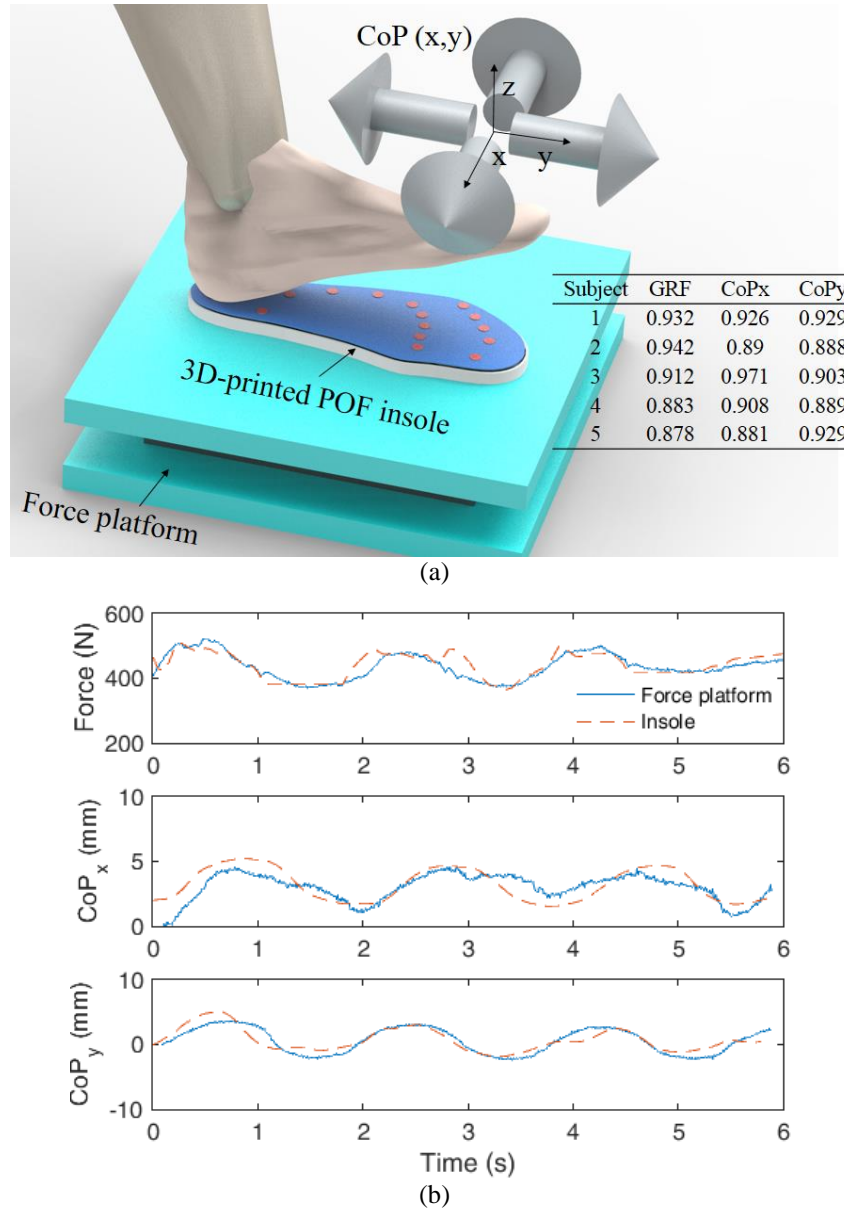 CoP (x,y)
z
x
y
3D-printed POF insole
Force platform
Subject GRF CoPx CoPy
1 0.932 0.926 0.929
2 0.942 0.89 0.888
3 0.912 0.971 0.903
4 0.883 0.908 0.889
5 0.878 0.881 0.929
(a)
600
400
200
Force (N)
Force platform
Insole
0 1 2 3 4 5 6
10
5
0
CoP_x (mm)
0 1 2 3 4 5 6
10
0
-10
CoP_y (mm)
0 1 2 3 4 5 6
Time (s)
(b)